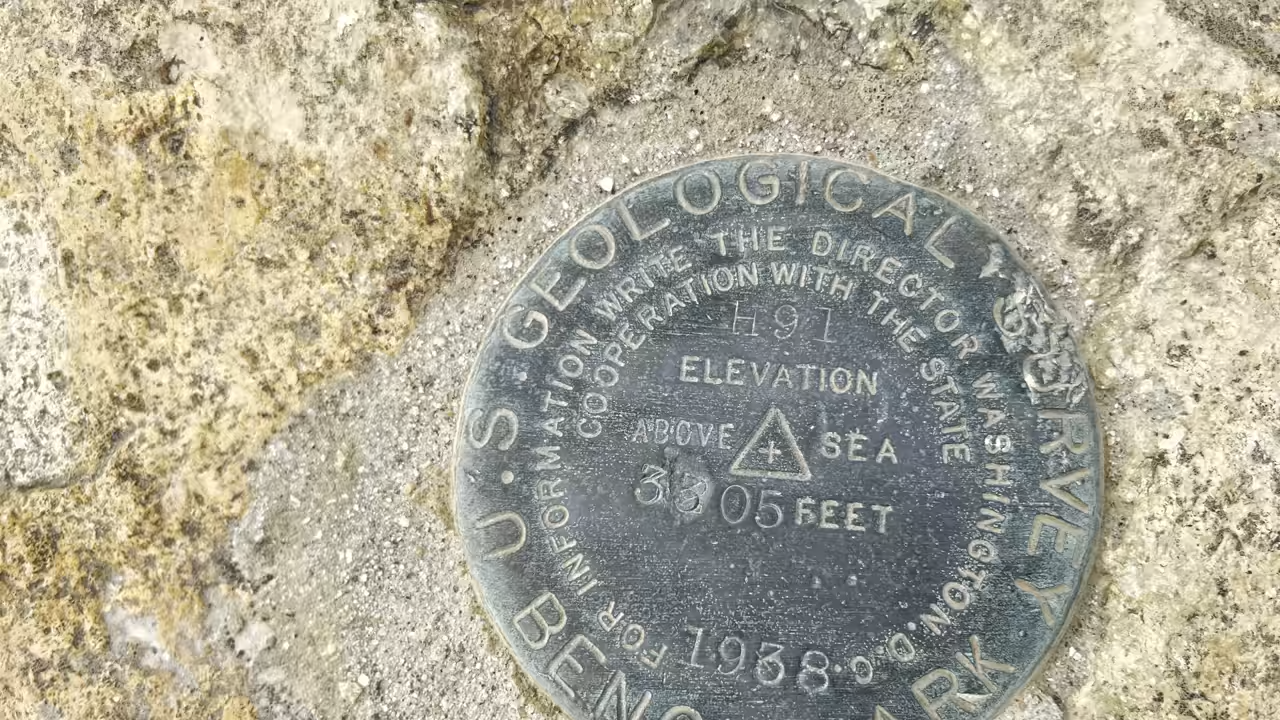 U.S. GEOLOGICAL SURVEY
BENCH MARK
FOR INFORMATION WRITE THE DIRECTOR WASHINGTON D.C.
COOPERATION WITH THE STATE
H91
ELEVATION
ABOVE SEA
FEET
1938